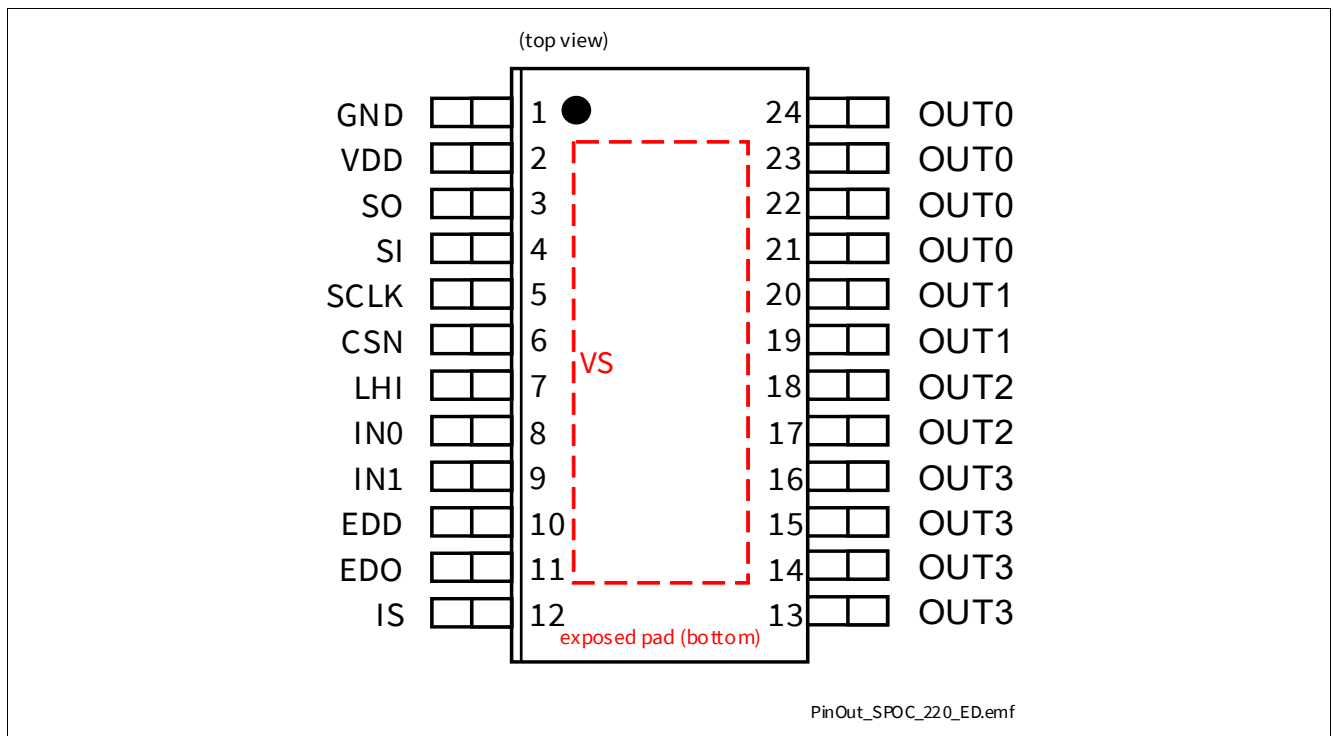 (top view)
GND 1 24 OUT0
VDD 2 23 OUT0
SO 3 22 OUT0
SI 4 21 OUT0
SCLK 5 20 OUT1
CSN 6 19 OUT1
VS
LHI 7 18 OUT2
IN0 8 17 OUT2
IN1 9 16 OUT3
EDD 10 15 OUT3
EDO 11 14 OUT3
IS 12 13 OUT3
exposed pad (bottom)
PinOut_SPOC_220_ED.emf